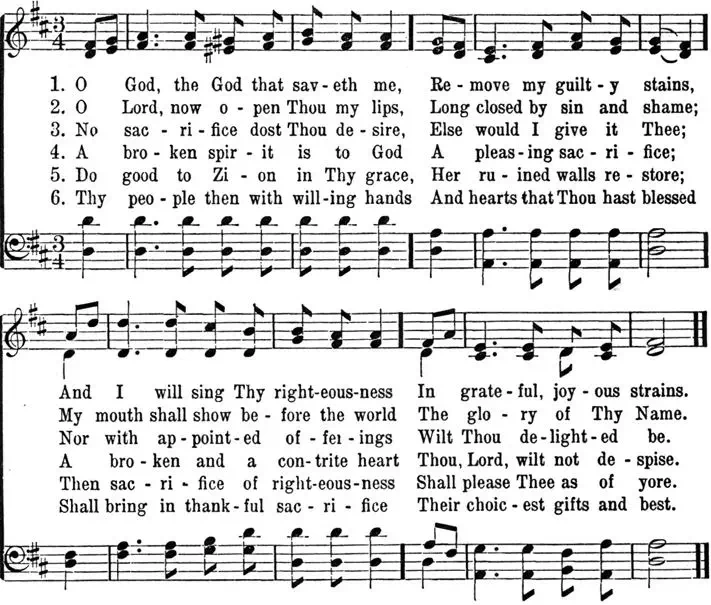 3
4
1. O God, the God that sav-eth me, Re-move my guilt-y stains,
2. O Lord, now o-pen Thou my lips, Long closed by sin and shame;
3. No sac-ri-fice dost Thou de-sire, Else would I give it Thee;
4. A bro-ken spir-it is to God A pleas-ing sac-ri-fice;
5. Do good to Zi-on in Thy grace, Her ru-ined walls re-store;
6. Thy peo-ple then with will-ing hands And hearts that Thou hast blessed
3
4
And I will sing Thy right-eous-ness In grate-ful, joy-ous strains.
My mouth shall show be-fore the world The glo-ry of Thy Name.
Nor with ap-point-ed of-fei-ings Wilt Thou de-light-ed be.
A bro-ken and a con-trite heart Thou, Lord, wilt not de-spise.
Then sac-ri-fice of right-eous-ness Shall please Thee as of yore.
Shall bring in thank-ful sac-ri-fice Their choic-est gifts and best.